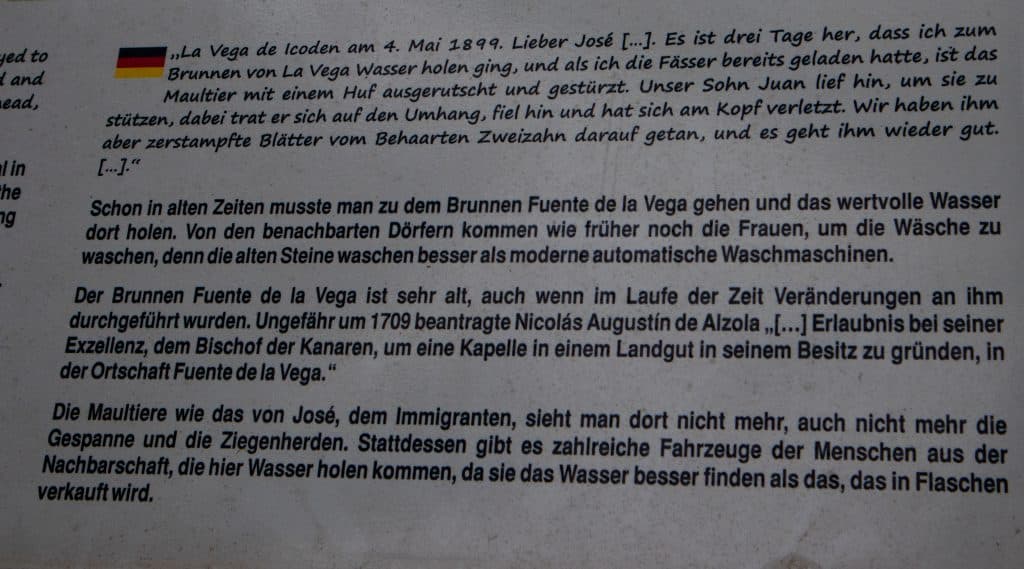 yed to
d and
ead,
l in
the
ng
„La Vega de Icoden am 4. Mai 1899. Lieber José [...]. Es ist drei Tage her, dass ich zum
Brunnen von La Vega Wasser holen ging, und als ich die Fässer bereits geladen hatte, ist das
Maultier mit einem Huf ausgerutscht und gestürzt. Unser Sohn Juan lief hin, um sie zu
stützen, dabei trat er sich auf den Umhang, fiel hin und hat sich am Kopf verletzt. Wir haben ihm
aber zerstampfte Blätter vom Behaarten Zweizahn darauf getan, und es geht ihm wieder gut.
[...].“
Schon in alten Zeiten musste man zu dem Brunnen Fuente de la Vega gehen und das wertvolle Wasser
dort holen. Von den benachbarten Dörfern kommen wie früher noch die Frauen, um die Wäsche zu
waschen, denn die alten Steine waschen besser als moderne automatische Waschmaschinen.
Der Brunnen Fuente de la Vega ist sehr alt, auch wenn im Laufe der Zeit Veränderungen an ihm
durchgeführt wurden. Ungefähr um 1709 beantragte Nicolás Augustín de Alzola „[...] Erlaubnis bei seiner
Exzellenz, dem Bischof der Kanaren, um eine Kapelle in einem Landgut in seinem Besitz zu gründen, in
der Ortschaft Fuente de la Vega.“
Die Maultiere wie das von José, dem Immigranten, sieht man dort nicht mehr, auch nicht mehr die
Gespanne und die Ziegenherden. Stattdessen gibt es zahlreiche Fahrzeuge der Menschen aus der
Nachbarschaft, die hier Wasser holen kommen, da sie das Wasser besser finden als das, das in Flaschen
verkauft wird.